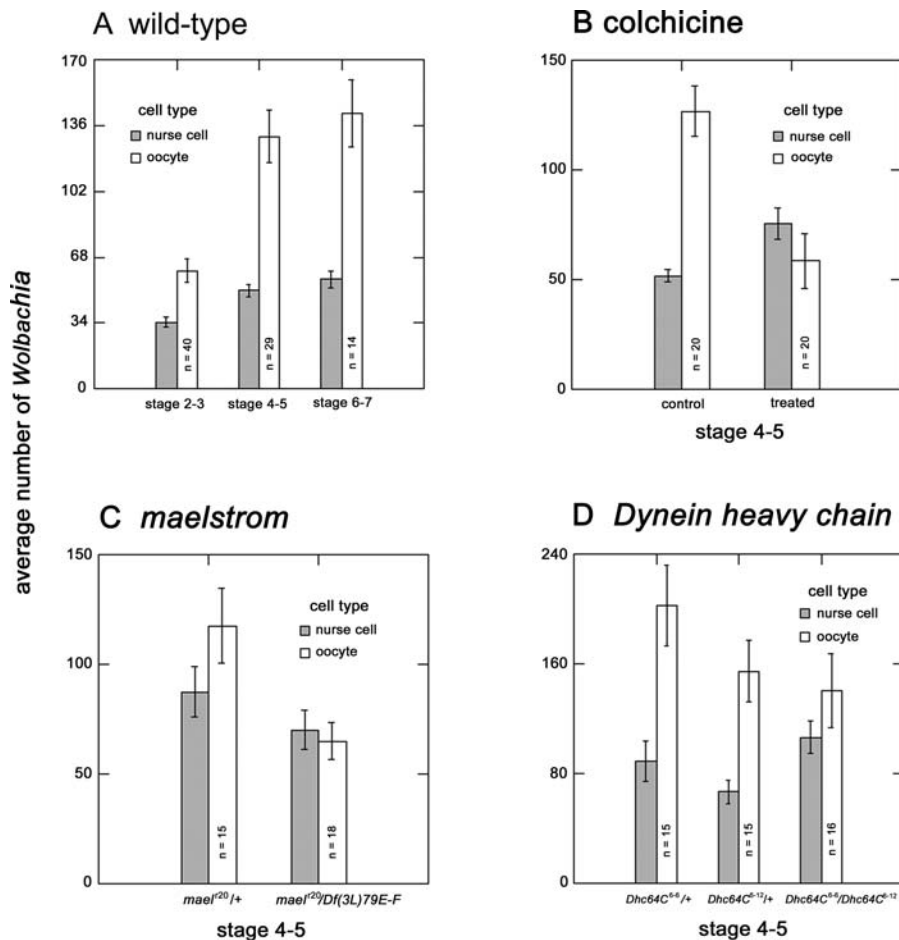 average number of Wolbachia
A wild-type
170
136
102
68
34
0
cell type
nurse cell
oocyte
n = 40
n = 29
n = 14
stage 2-3
stage 4-5
stage 6-7
B colchicine
150
100
50
0
cell type
nurse cell
oocyte
n = 20
n = 20
control
treated
stage 4-5
C maelstrom
150
100
50
0
cell type
nurse cell
oocyte
n = 15
n = 18
mael^r20/+
mael^r20/Df(3L)79E-F
stage 4-5
D Dynein heavy chain
240
160
80
0
cell type
nurse cell
oocyte
n = 15
n = 15
n = 16
Dhc64C^6-6/+
Dhc64C^6-12/+
Dhc64C^6-6/Dhc64C^6-12
stage 4-5